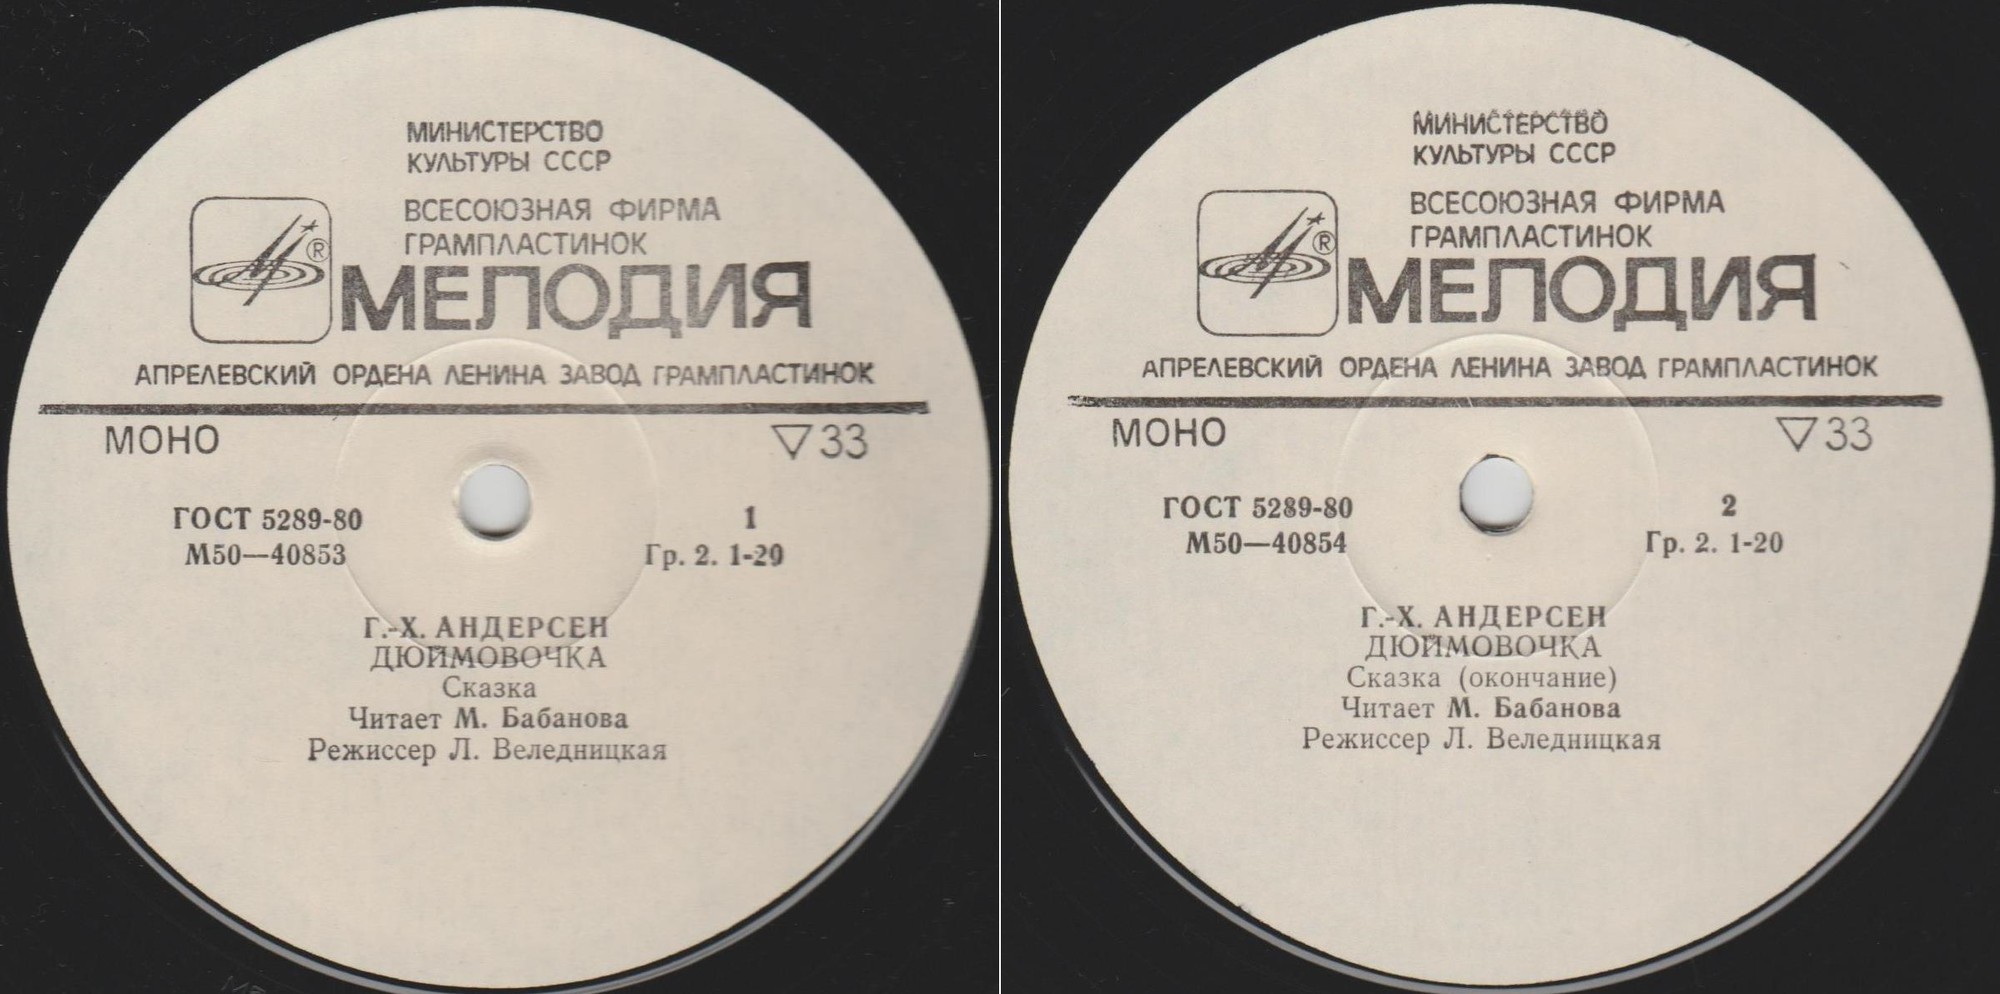 МИНИСТЕРСТВО
КУЛЬТУРЫ СССР
ВСЕСОЮЗНАЯ ФИРМА
ГРАМПЛАСТИНОК
®
МЕЛОДИЯ
АПРЕЛЕВСКИЙ ОРДЕНА ЛЕНИНА ЗАВОД ГРАМПЛАСТИНОК
МОНО ▽33
ГОСТ 5289-80 1
М50—40853 Гр. 2. 1-20
Г.-Х. АНДЕРСЕН
ДЮЙМОВОЧКА
Сказка
Читает М. Бабанова
Режиссер Л. Веледницкая
МИНИСТЕРСТВО
КУЛЬТУРЫ СССР
ВСЕСОЮЗНАЯ ФИРМА
ГРАМПЛАСТИНОК
®
МЕЛОДИЯ
АПРЕЛЕВСКИЙ ОРДЕНА ЛЕНИНА ЗАВОД ГРАМПЛАСТИНОК
МОНО ▽33
ГОСТ 5289-80 2
М50—40854 Гр. 2. 1-20
Г.-Х. АНДЕРСЕН
ДЮЙМОВОЧКА
Сказка (окончание)
Читает М. Бабанова
Режиссер Л. Веледницкая